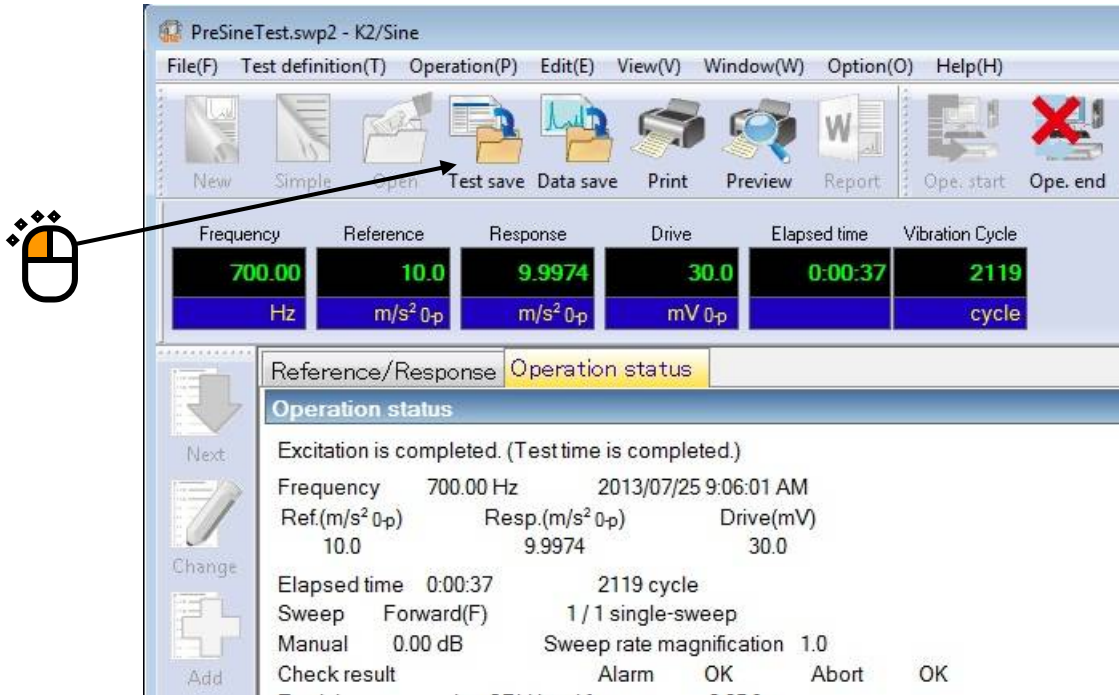 PreSineTest.swp2 - K2/Sine
File(F) Test definition(T) Operation(P) Edit(E) View(V) Window(W) Option(O) Help(H)
New Simple Open Test save Data save Print Preview Report Ope. start Ope. end
Frequency Reference Response Drive Elapsed time Vibration Cycle
700.00 10.0 9.9974 30.0 0:00:37 2119
Hz m/s² 0-p m/s² 0-p mV 0-p cycle
Reference/Response Operation status
Operation status
Next
Excitation is completed. (Test time is completed.)
Frequency 700.00 Hz 2013/07/25 9:06:01 AM
Ref.(m/s² 0-p) Resp.(m/s² 0-p) Drive(mV)
10.0 9.9974 30.0
Change
Elapsed time 0:00:37 2119 cycle
Sweep Forward(F) 1 / 1 single-sweep
Manual 0.00 dB Sweep rate magnification 1.0
Add
Check result Alarm OK Abort OK